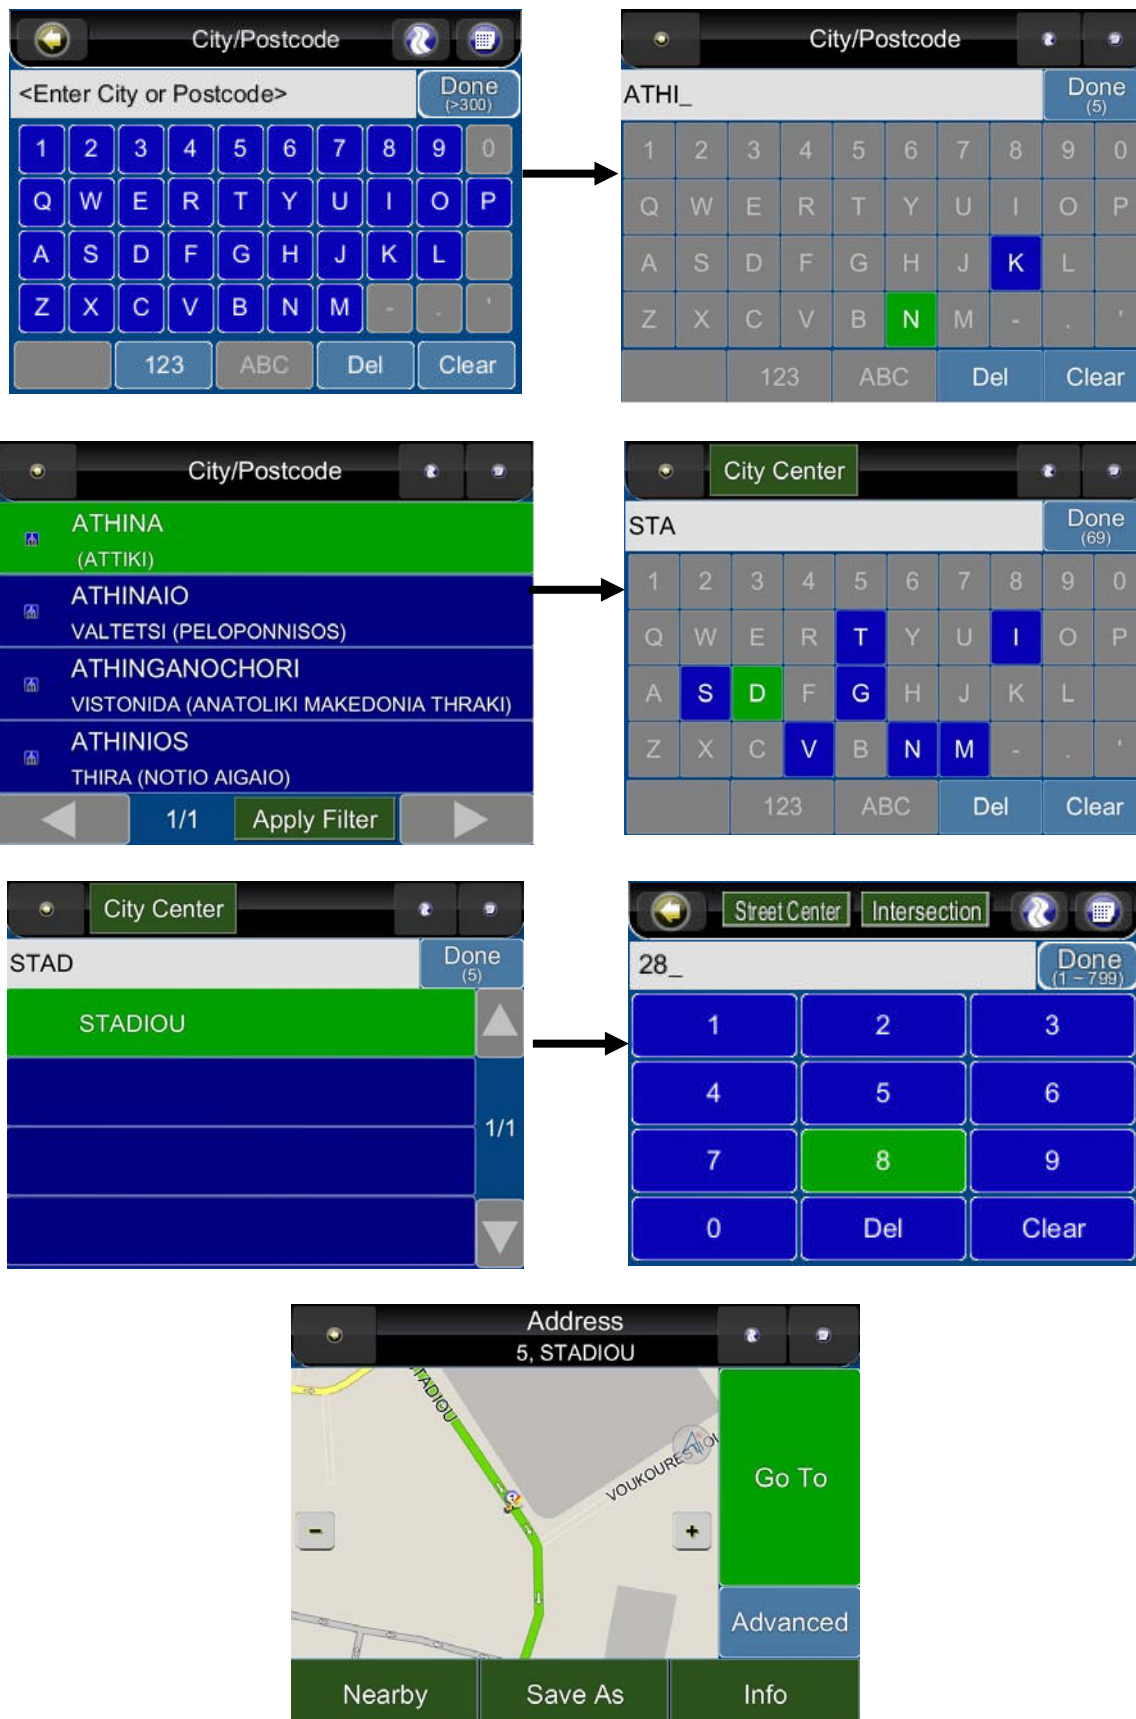 City/Postcode
<Enter City or Postcode>
Done
(>300)
1 2 3 4 5 6 7 8 9 0
Q W E R T Y U I O P
A S D F G H J K L
Z X C V B N M - . '
123 ABC Del Clear
City/Postcode
ATHI_
Done
(5)
1 2 3 4 5 6 7 8 9 0
Q W E R T Y U I O P
A S D F G H J K L
Z X C V B N M - . '
123 ABC Del Clear
City/Postcode
ATHINA
(ATTIKI)
ATHINAIO
VALTETSI (PELOPONNISOS)
ATHINGANOCHORI
VISTONIDA (ANATOLIKI MAKEDONIA THRAKI)
ATHINIOS
THIRA (NOTIO AIGAIO)
1/1 Apply Filter
City Center
STA
Done
(69)
1 2 3 4 5 6 7 8 9 0
Q W E R T Y U I O P
A S D F G H J K L
Z X C V B N M - . '
123 ABC Del Clear
City Center
STAD
Done
(5)
STADIOU
1/1
Street Center Intersection
28_
Done
(1 ~ 799)
1 2 3
4 5 6
7 8 9
0 Del Clear
Address
5, STADIOU
STADIOU
- +
Go To
Advanced
Nearby Save As Info